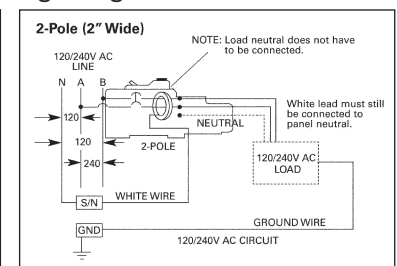 2-Pole (2" Wide)
NOTE: Load neutral does not have
to be connected.
120/240V AC
LINE
N A B
White lead must still
be connected to
panel neutral.
120
NEUTRAL
120
2-POLE
240
120/240V AC
LOAD
WHITE WIRE
S/N
GROUND WIRE
GND
120/240V AC CIRCUIT